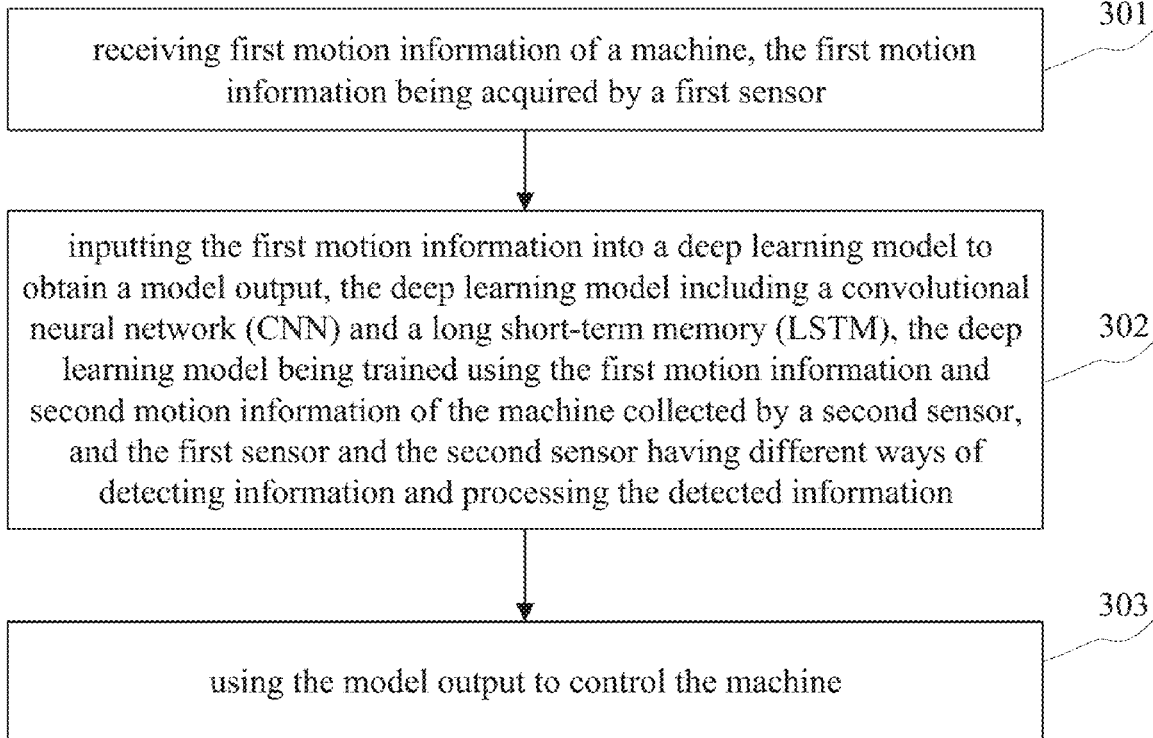 301
receiving first motion information of a machine, the first motion
information being acquired by a first sensor
inputting the first motion information into a deep learning model to
obtain a model output, the deep learning model including a convolutional
neural network (CNN) and a long short-term memory (LSTM), the deep
learning model being trained using the first motion information and
second motion information of the machine collected by a second sensor,
and the first sensor and the second sensor having different ways of
detecting information and processing the detected information
302
303
using the model output to control the machine